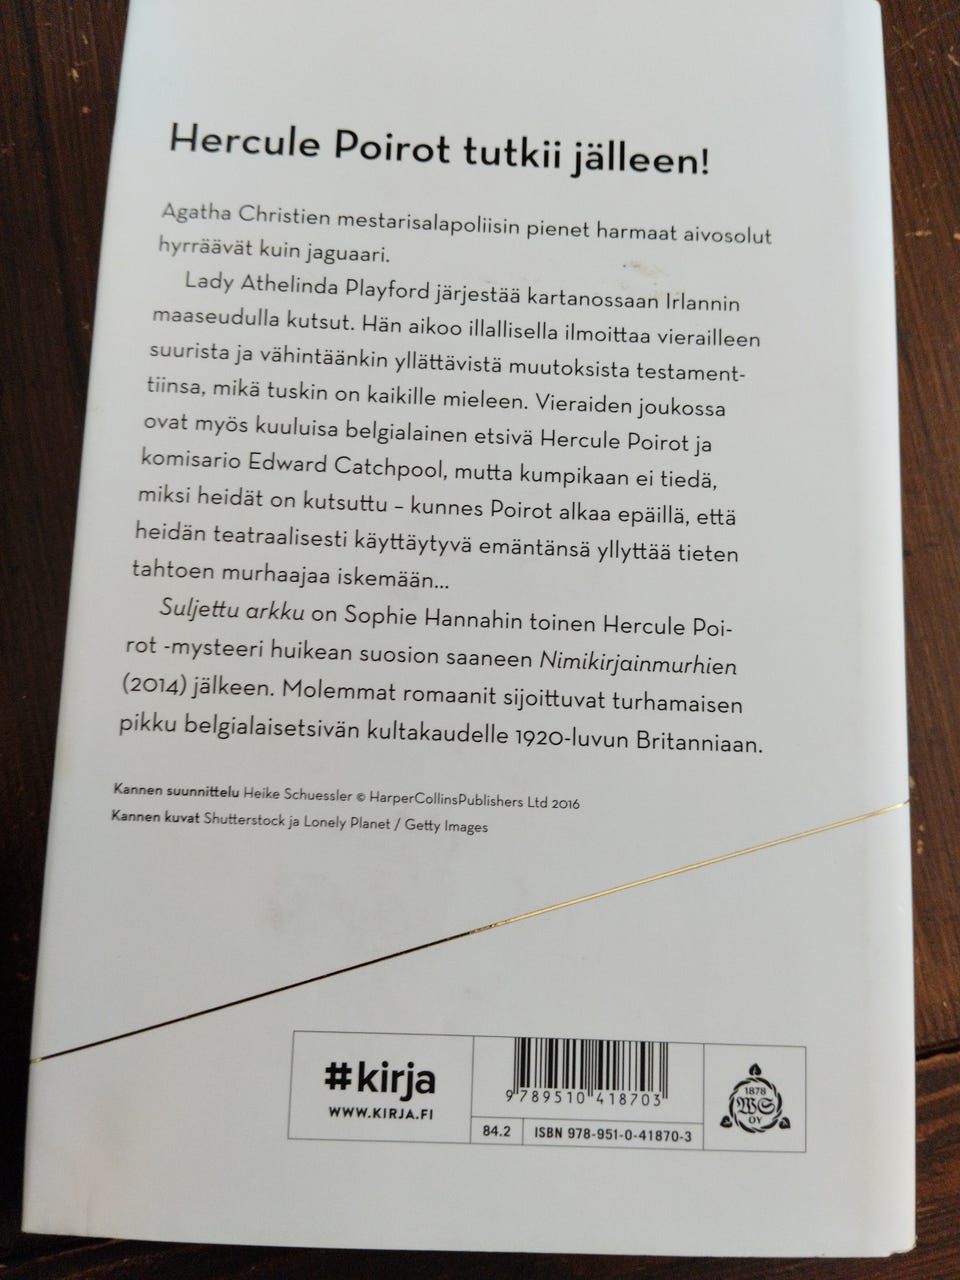 Hercule Poirot tutkii jälleen!
Agatha Christien mestarisalapoliisin pienet harmaat aivosolut
hyrräävät kuin jaguaari.
Lady Athelinda Playford järjestää kartanossaan Irlannin
maaseudulla kutsut. Hän aikoo illallisella ilmoittaa vierailleen
suurista ja vähintäänkin yllättävistä muutoksista testament-
tiinsa, mikä tuskin on kaikille mieleen. Vieraiden joukossa
ovat myös kuuluisa belgialainen etsivä Hercule Poirot ja
komisario Edward Catchpool, mutta kumpikaan ei tiedä,
miksi heidät on kutsuttu – kunnes Poirot alkaa epäillä, että
heidän teatraalisesti käyttäytyvä emäntänsä yllyttää tieten
tahtoen murhaajaa iskemään...
Suljettu arkku on Sophie Hannahin toinen Hercule Poi-
rot -mysteeri huikean suosion saaneen Nimikirjainmurhien
(2014) jälkeen. Molemmat romaanit sijoittuvat turhamaisen
pikku belgialaisetsivän kultakaudelle 1920-luvun Britanniaan.
Kannen suunnittelu Heike Schuessler © HarperCollinsPublishers Ltd 2016
Kannen kuvat Shutterstock ja Lonely Planet / Getty Images
#kirja
WWW.KIRJA.FI
9 789510 418703
84.2 ISBN 978-951-0-41870-3
1878
WS
OY